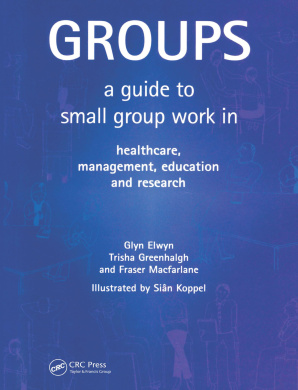 GROUPS
a guide to
small group work in
healthcare,
management, education
and research
Glyn Elwyn
Trisha Greenhalgh
and Fraser Macfarlane
Illustrated by Siân Koppel
CRC
CRC Press
Taylor & Francis Group